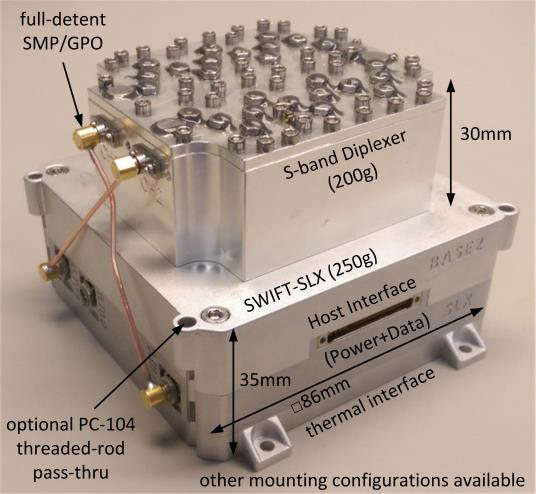 full-detent
SMP/GPO
30mm
S-band Diplexer
(200g)
SWIFT-SLX (250g)
BASE2
Host Interface
SLX
(Power+Data)
35mm
□86mm
thermal interface
optional PC-104
threaded-rod
pass-thru
other mounting configurations available